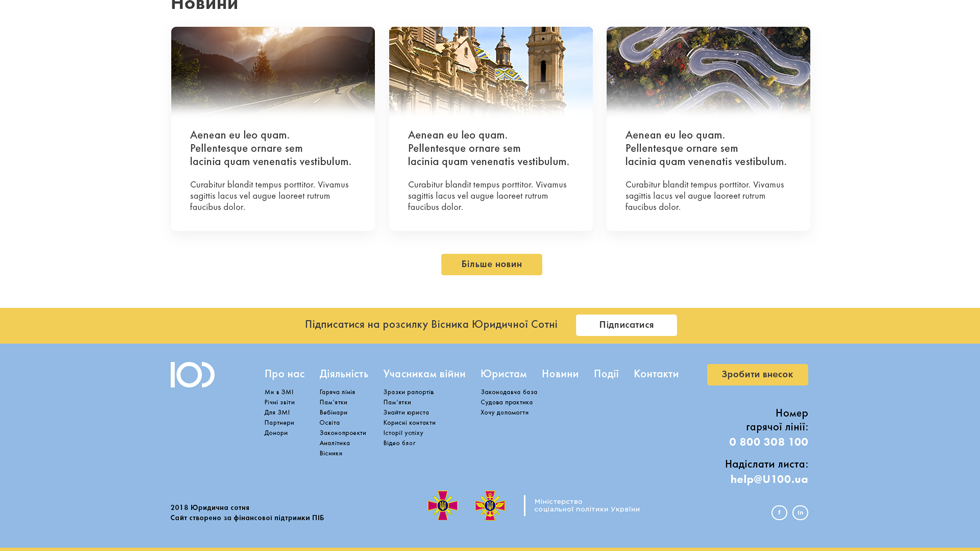 Новини
Aenean eu leo quam.
Pellentesque ornare sem
lacinia quam venenatis vestibulum.
Curabitur blandit tempus porttitor. Vivamus
sagittis lacus vel augue laoreet rutrum
faucibus dolor.
Aenean eu leo quam.
Pellentesque ornare sem
lacinia quam venenatis vestibulum.
Curabitur blandit tempus porttitor. Vivamus
sagittis lacus vel augue laoreet rutrum
faucibus dolor.
Aenean eu leo quam.
Pellentesque ornare sem
lacinia quam venenatis vestibulum.
Curabitur blandit tempus porttitor. Vivamus
sagittis lacus vel augue laoreet rutrum
faucibus dolor.
Більше новин
Підписатися на розсилку Вісника Юридичної Сотні
Підписатися
100
Про нас
Ми в ЗМІ
Річні звіти
Для ЗМІ
Партнери
Донори
Діяльність
Гаряча лінія
Пам'ятки
Вебінари
Освіта
Законопроекти
Аналітика
Вісники
Учасникам війни
Зразки рапортів
Пам'ятки
Знайти юриста
Корисні контакти
Історії успіху
Відео блог
Юристам
Законодавча база
Судова практика
Хочу допомогти
Новини
Події
Контакти
Зробити внесок
Номер
гарячої лінії:
0 800 308 100
Надіслати листа:
help@U100.ua
2018 Юридична сотня
Сайт створено за фінансової підтримки ПІБ
Міністерство
соціальної політики України
f
in